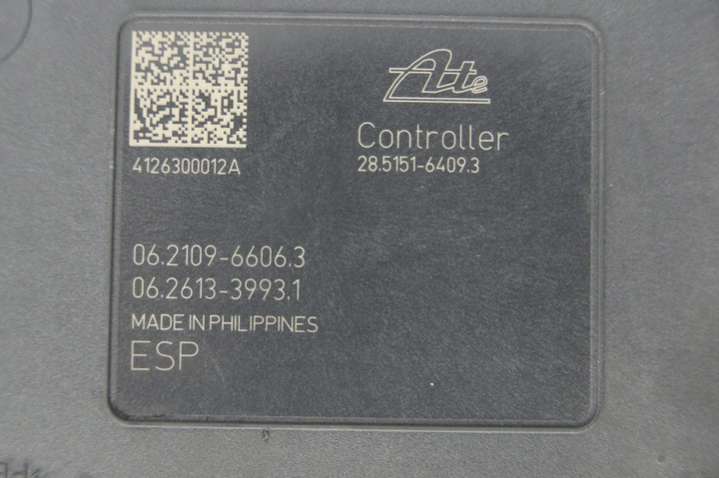 Ate
Controller
4126300012A
28.5151-6409.3
06.2109-6606.3
06.2613-3993.1
MADE IN PHILIPPINES
ESP